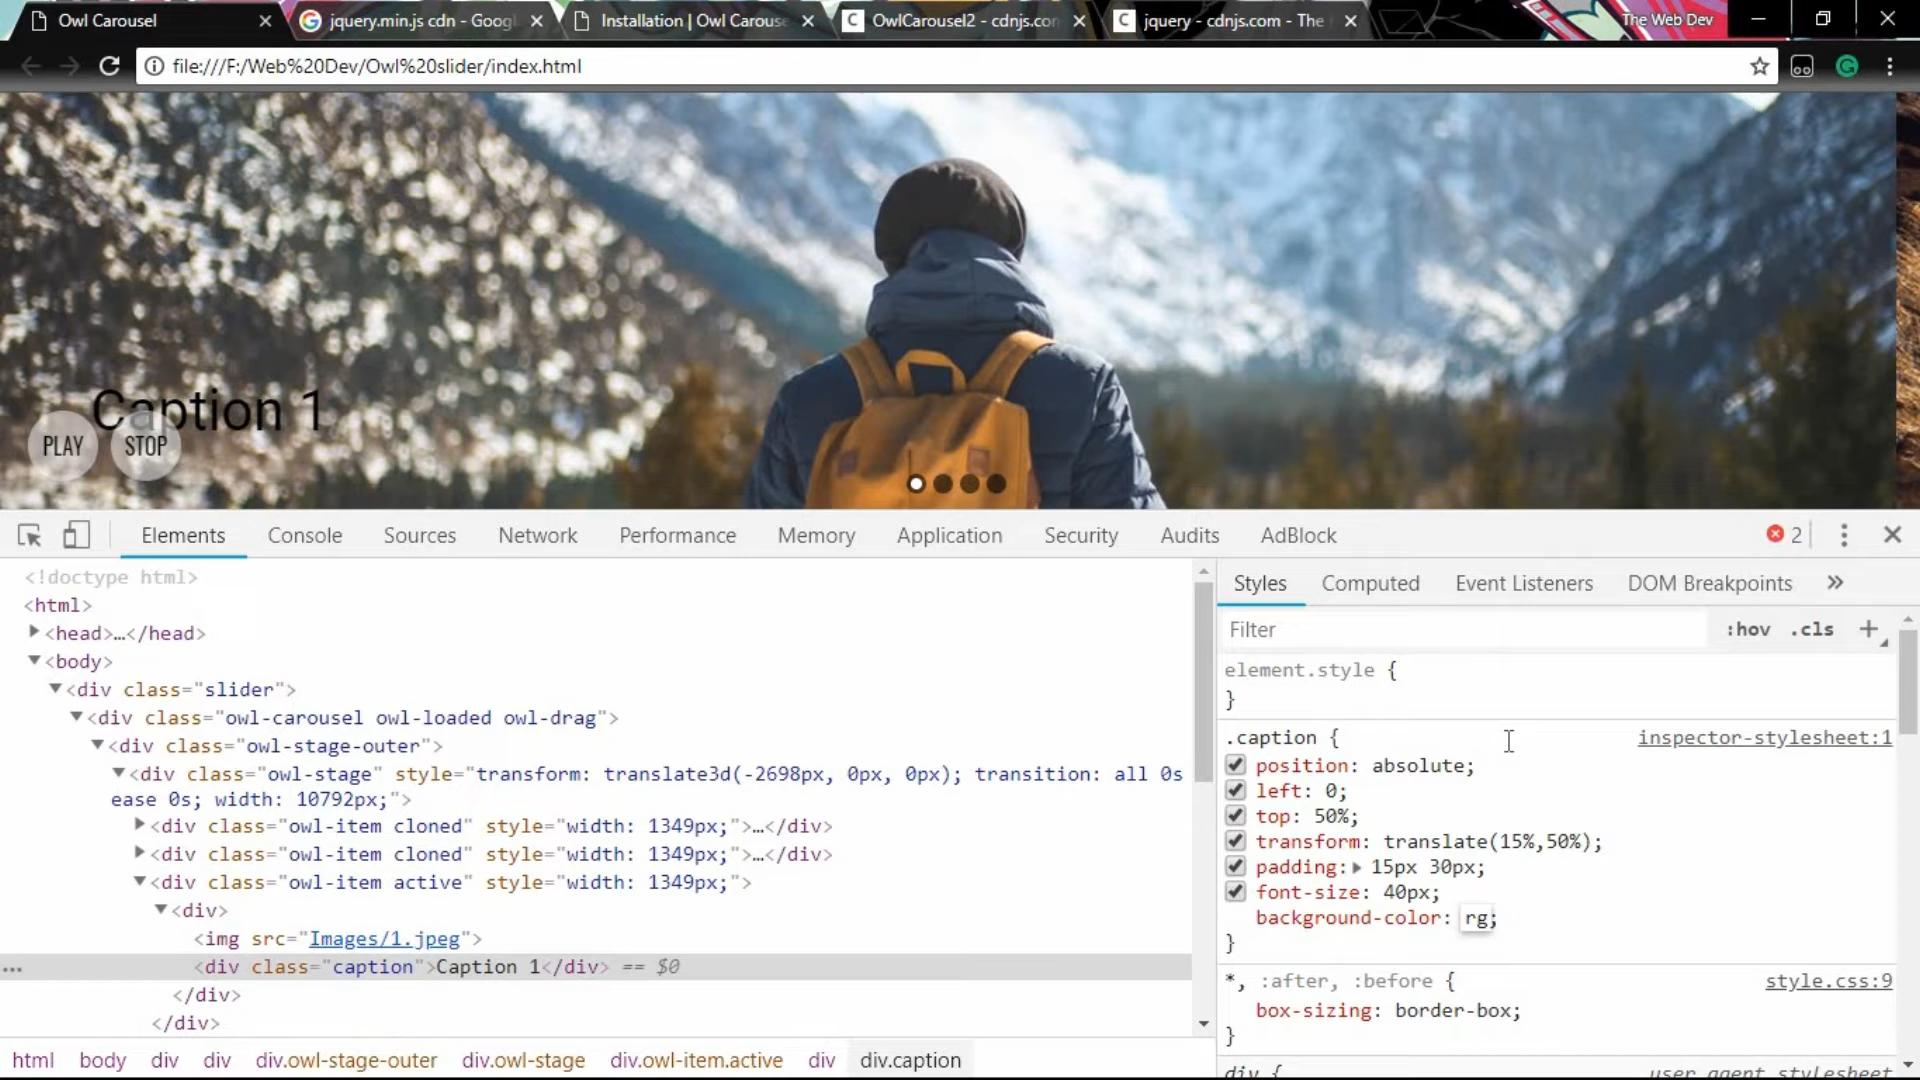 Owl Carousel
jquery.min.js cdn - Googl
Installation | Owl Carouse
OwlCarousel2 - cdnjs.con
jquery - cdnjs.com - The
The Web Dev
file:///F:/Web%20Dev/Owl%20slider/index.html
Caption 1
PLAY
STOP
Elements
Console
Sources
Network
Performance
Memory
Application
Security
Audits
AdBlock
2
<!doctype html>
<html>
<head>…</head>
<body>
<div class="slider">
<div class="owl-carousel owl-loaded owl-drag">
<div class="owl-stage-outer">
<div class="owl-stage" style="transform: translate3d(-2698px, 0px, 0px); transition: all 0s
ease 0s; width: 10792px;">
<div class="owl-item cloned" style="width: 1349px;">…</div>
<div class="owl-item cloned" style="width: 1349px;">…</div>
<div class="owl-item active" style="width: 1349px;">
<div>
<img src="Images/1.jpeg">
... <div class="caption">Caption 1</div> == $0
</div>
</div>
html
body
div
div
div.owl-stage-outer
div.owl-stage
div.owl-item.active
div
div.caption
Styles
Computed
Event Listeners
DOM Breakpoints
»
Filter
:hov
.cls
+
element.style {
}
.caption {
inspector-stylesheet:1
position: absolute;
left: 0;
top: 50%;
transform: translate(15%,50%);
padding: 15px 30px;
font-size: 40px;
background-color: rg;
}
*, :after, :before {
style.css:9
box-sizing: border-box;
}
div {
user agent stylesheet